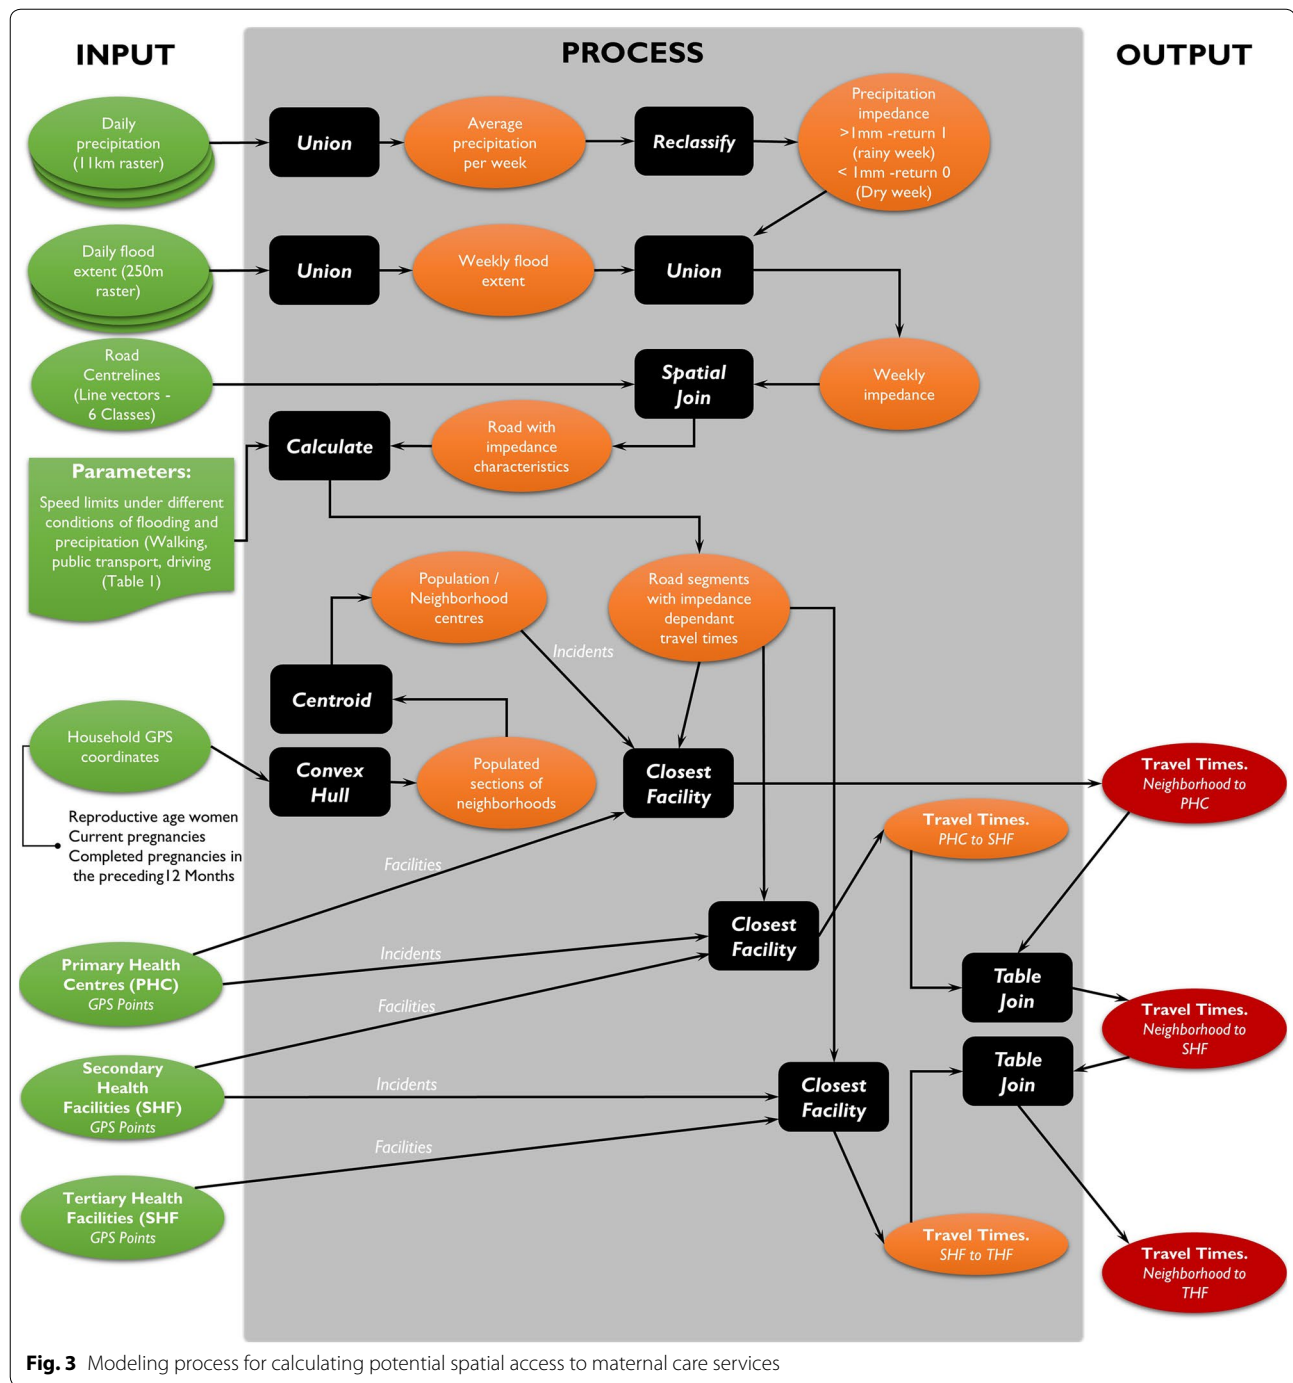 INPUT
PROCESS
OUTPUT
Daily
precipitation
(11km raster)
Union
Average
precipitation
per week
Reclassify
Precipitation
impedance
>1mm -return 1
(rainy week)
< 1mm -return 0
(Dry week)
Daily flood
extent (250m
raster)
Union
Weekly flood
extent
Union
Road
Centrelines
(Line vectors -
6 Classes)
Spatial
Join
Weekly
impedance
Calculate
Road with
impedance
characteristics
Parameters:
Speed limits under different
conditions of flooding and
precipitation (Walking,
public transport, driving
(Table 1)
Population /
Neighborhood
centres
Road segments
with impedance
dependant
travel times
Incidents
Centroid
Household GPS
coordinates
Convex
Hull
Populated
sections of
neighborhoods
Closest
Facility
Travel Times.
Neighborhood to
PHC
Reproductive age women
Current pregnancies
Completed pregnancies in
the preceding12 Months
Travel Times.
PHC to SHF
Facilities
Closest
Facility
Primary Health
Centres (PHC)
GPS Points
Incidents
Facilities
Table
Join
Travel Times.
Neighborhood to
SHF
Secondary
Health
Facilities (SHF)
GPS Points
Incidents
Closest
Facility
Table
Join
Facilities
Tertiary Health
Facilities (SHF
GPS Points
Travel Times.
SHF to THF
Travel Times.
Neighborhood to
THF
Fig. 3 Modeling process for calculating potential spatial access to maternal care services